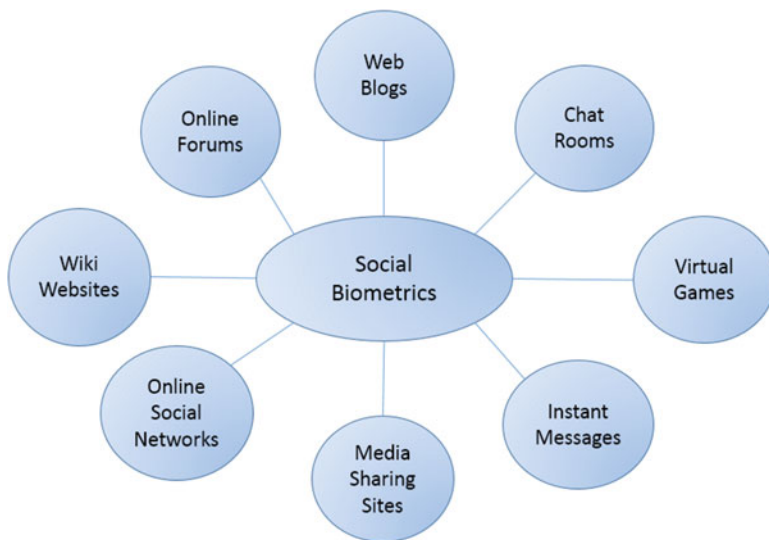 Web
Blogs
Online
Forums
Chat
Rooms
Wiki
Websites
Social
Biometrics
Virtual
Games
Online
Social
Networks
Instant
Messages
Media
Sharing
Sites